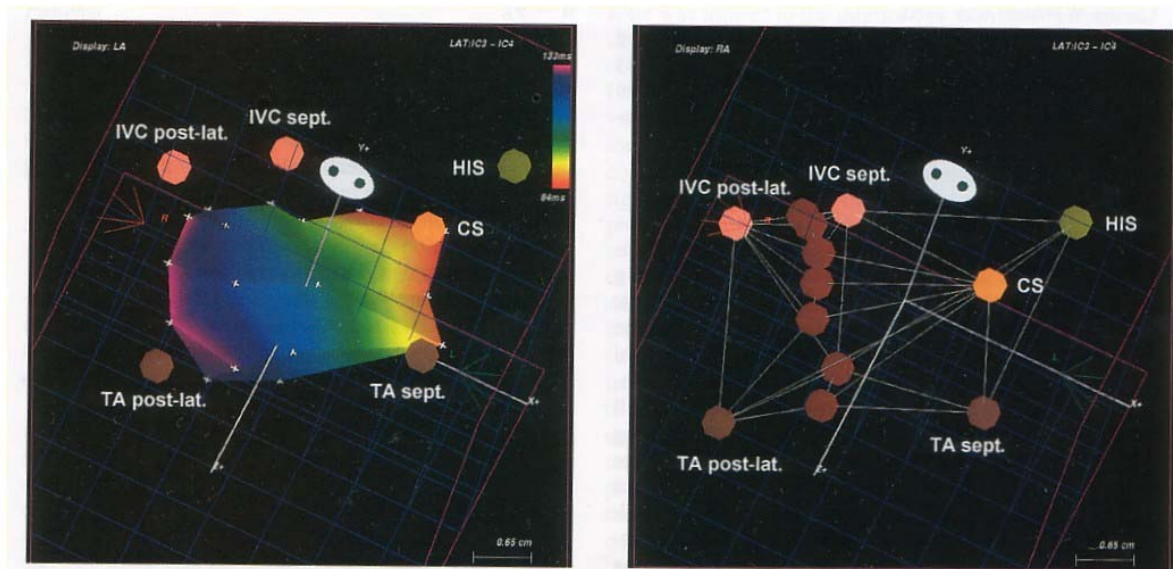 Display: LA
LAT:IC3 - IC4
133ms
84ms
IVC post-lat.
IVC sept.
Y+
HIS
R
CS
L
TA post-lat.
TA sept.
X+
Z+
0.65 cm
Display: RA
LAT:IC3 - IC4
IVC post-lat.
IVC sept.
Y+
R
HIS
CS
L
TA post-lat.
TA sept.
X+
Z+
0.65 cm